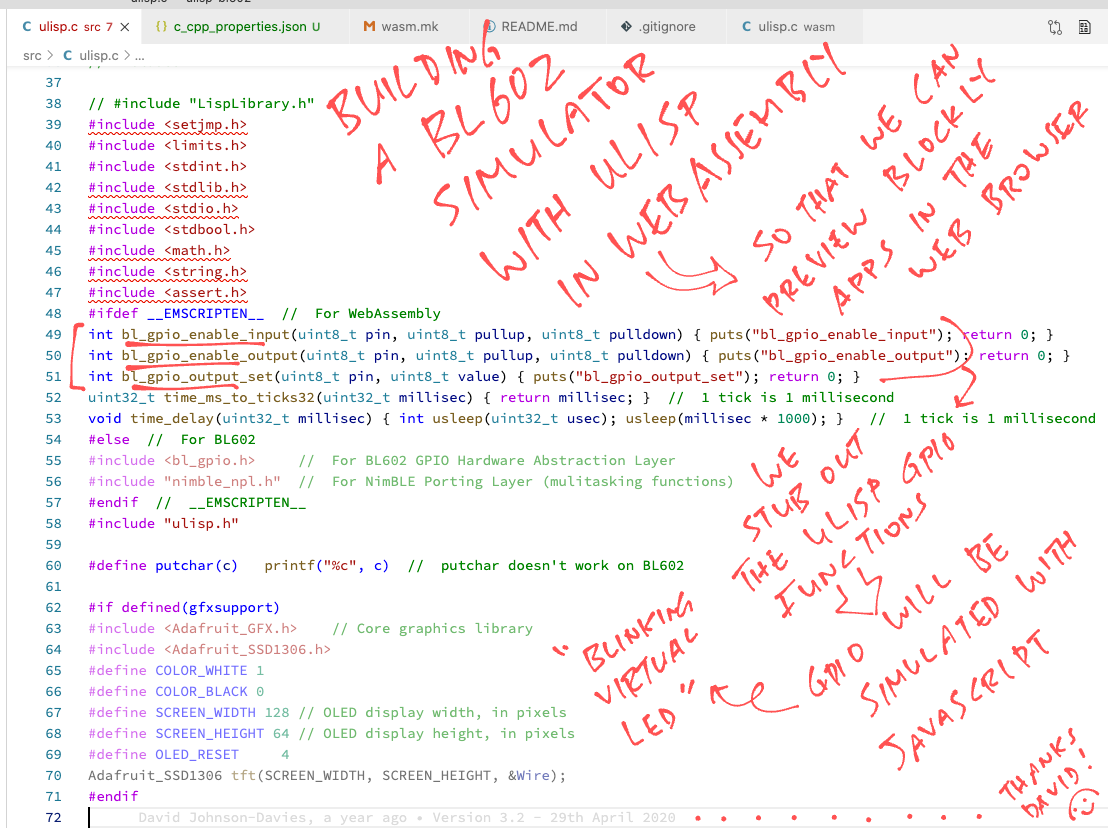 ulisp.c src 7
c_cpp_properties.json U
wasm.mk
README.md
.gitignore
ulisp.c wasm
src > C ulisp.c > ...
37
38 // #include "LispLibrary.h"
39 #include <setjmp.h>
40 #include <limits.h>
41 #include <stdint.h>
42 #include <stdlib.h>
43 #include <stdio.h>
44 #include <stdbool.h>
45 #include <math.h>
46 #include <string.h>
47 #include <assert.h>
48 #ifdef __EMSCRIPTEN__ // For WebAssembly
49 int bl_gpio_enable_input(uint8_t pin, uint8_t pullup, uint8_t pulldown) { puts("bl_gpio_enable_input"); return 0; }
50 int bl_gpio_enable_output(uint8_t pin, uint8_t pullup, uint8_t pulldown) { puts("bl_gpio_enable_output"); return 0; }
51 int bl_gpio_output_set(uint8_t pin, uint8_t value) { puts("bl_gpio_output_set"); return 0; }
52 uint32_t time_ms_to_ticks32(uint32_t millisec) { return millisec; } // 1 tick is 1 millisecond
53 void time_delay(uint32_t millisec) { int usleep(uint32_t usec); usleep(millisec * 1000); } // 1 tick is 1 millisecond
54 #else // For BL602
55 #include <bl_gpio.h> // For BL602 GPIO Hardware Abstraction Layer
56 #include "nimble_npl.h" // For NimBLE Porting Layer (mulitasking functions)
57 #endif // __EMSCRIPTEN__
58 #include "ulisp.h"
59
60 #define putchar(c) printf("%c", c) // putchar doesn't work on BL602
61
62 #if defined(gfxsupport)
63 #include <Adafruit_GFX.h> // Core graphics library
64 #include <Adafruit_SSD1306.h>
65 #define COLOR_WHITE 1
66 #define COLOR_BLACK 0
67 #define SCREEN_WIDTH 128 // OLED display width, in pixels
68 #define SCREEN_HEIGHT 64 // OLED display height, in pixels
69 #define OLED_RESET 4
70 Adafruit_SSD1306 tft(SCREEN_WIDTH, SCREEN_HEIGHT, &Wire);
71 #endif
72 David Johnson-Davies, a year ago • Version 3.2 - 29th April 2020
BUILDING
A BL602
SIMULATOR
WITH ULISP
IN WEBASSEMBLY
SO THAT WE CAN
PREVIEW BLOCKLY
APPS IN THE
WEB BROWSER
WE
STUB OUT
THE ULISP GPIO
FUNCTIONS
GPIO WILL BE
SIMULATED WITH
JAVASCRIPT
"BLINKING
VIRTUAL
LED"
THANKS
DAVID!